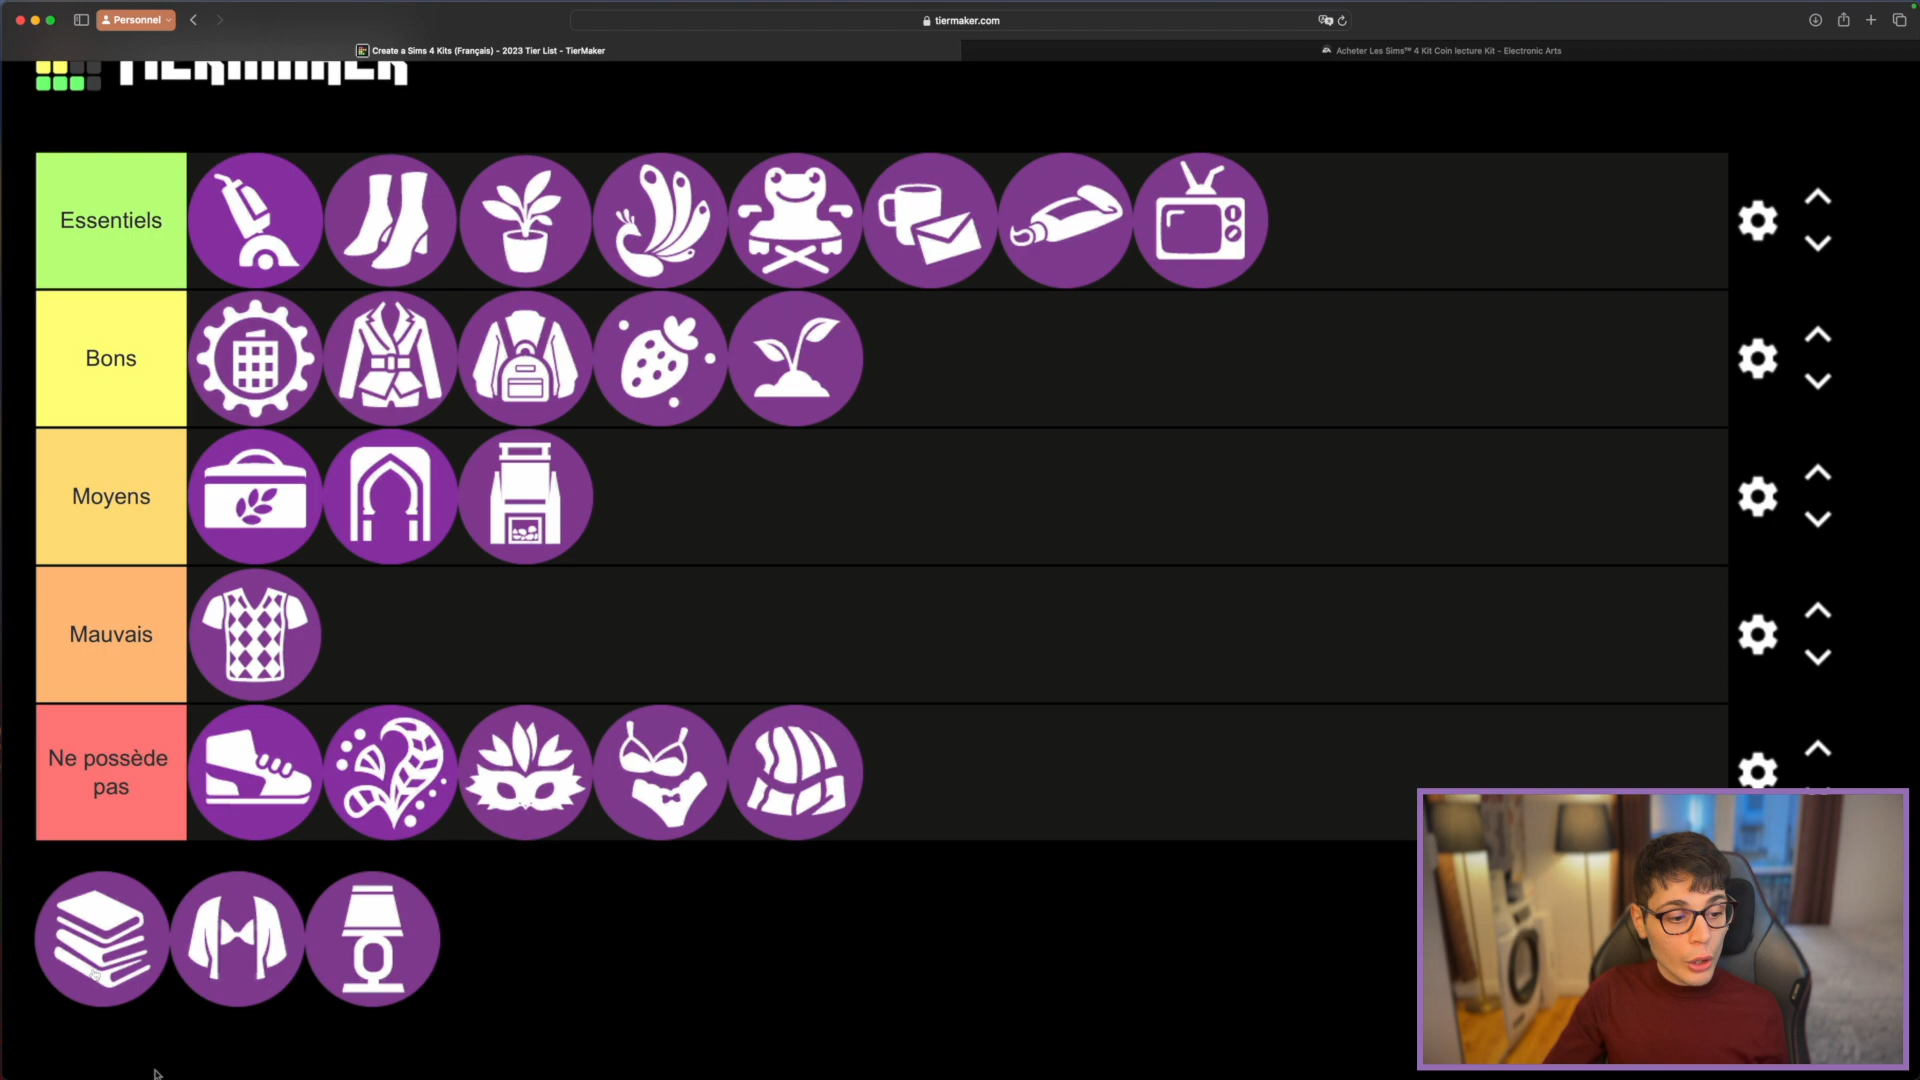 Personnel
tiermaker.com
Create a Sims 4 Kits (Français) - 2023 Tier List - TierMaker
Acheter Les Sims™ 4 Kit Coin lecture Kit - Electronic Arts
TIERMAKER
Essentiels
Bons
Moyens
Mauvais
Ne possède
pas